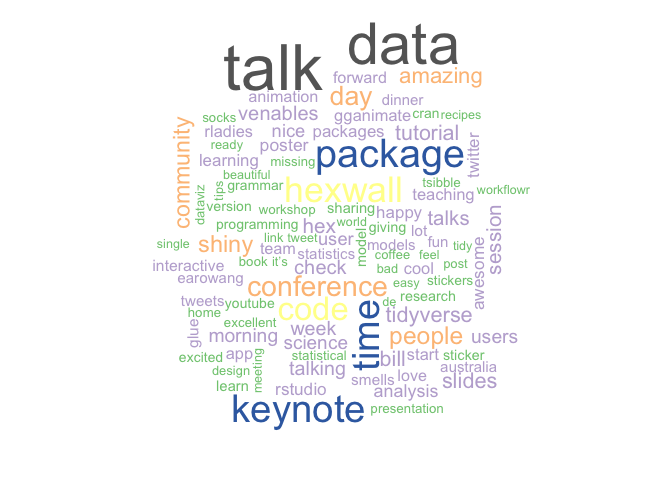 data
talk
forward amazing
animation day dinner
socks venables gganimate cran recipes
community rladies nice packages tutorial twitter
ready poster package
learning missing
beautiful hexwall tsibble workflowr
dataviz tips grammar teaching
version workshop sharing happy talks session
programming hex world giving lot
link tweet user model models fun tidy
single shiny team statistics coffee feel awesome
interactive book it's check bad cool post
earowang conference easy stickers
tweets youtube code time de research
home excellent tidyverse
glue morning week people users
science
excited app statistical bill start sticker
design meeting talking australia
learn smells love slides
rstudio analysis
keynote presentation